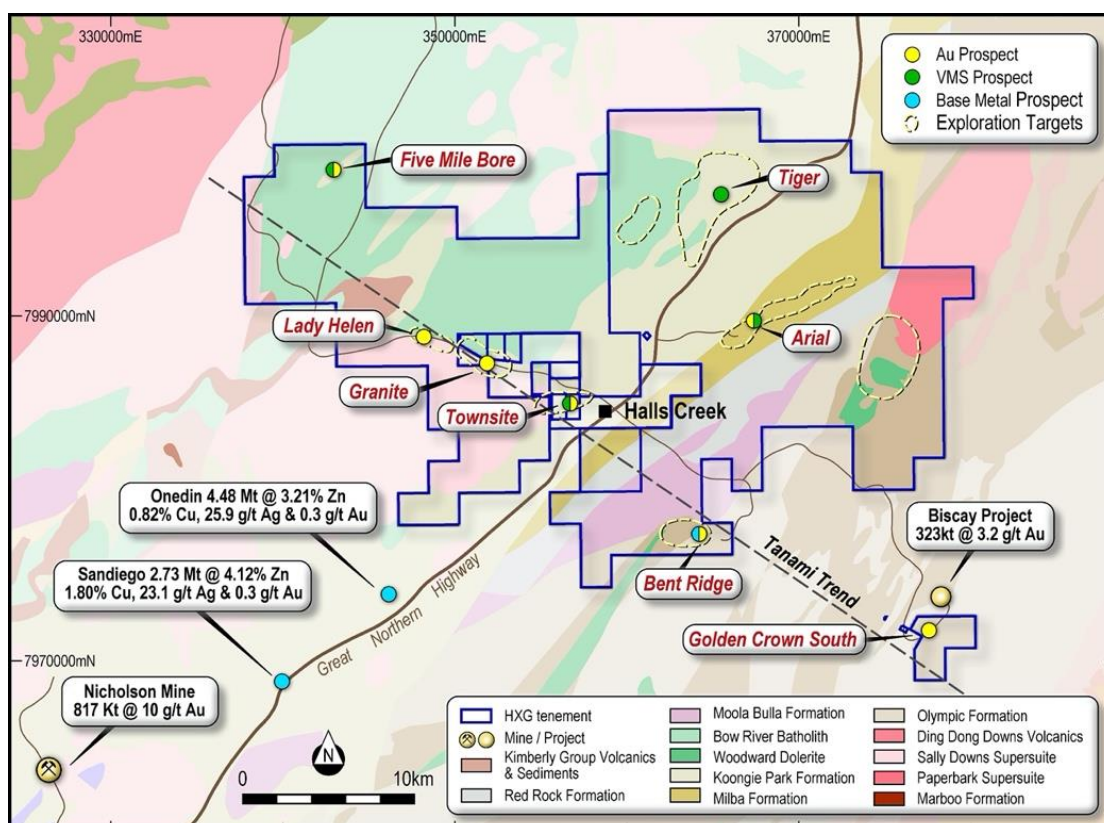 330000mE
350000mE
370000mE
Au Prospect
VMS Prospect
Base Metal Prospect
Exploration Targets
Five Mile Bore
Tiger
7990000mN
Lady Helen
Arial
Granite
Townsite
Halls Creek
Onedin 4.48 Mt @ 3.21% Zn
0.82% Cu, 25.9 g/t Ag & 0.3 g/t Au
Biscay Project
323kt @ 3.2 g/t Au
Sandiego 2.73 Mt @ 4.12% Zn
1.80% Cu, 23.1 g/t Ag & 0.3 g/t Au
Bent Ridge
Tanami Trend
Great Northern Highway
Golden Crown South
7970000mN
Nicholson Mine
817 Kt @ 10 g/t Au
N
0 10km
HXG tenement
Mine / Project
Kimberly Group Volcanics
& Sediments
Red Rock Formation
Moola Bulla Formation
Bow River Batholith
Woodward Dolerite
Koongie Park Formation
Milba Formation
Olympic Formation
Ding Dong Downs Volcanics
Sally Downs Supersuite
Paperbark Supersuite
Marboo Formation